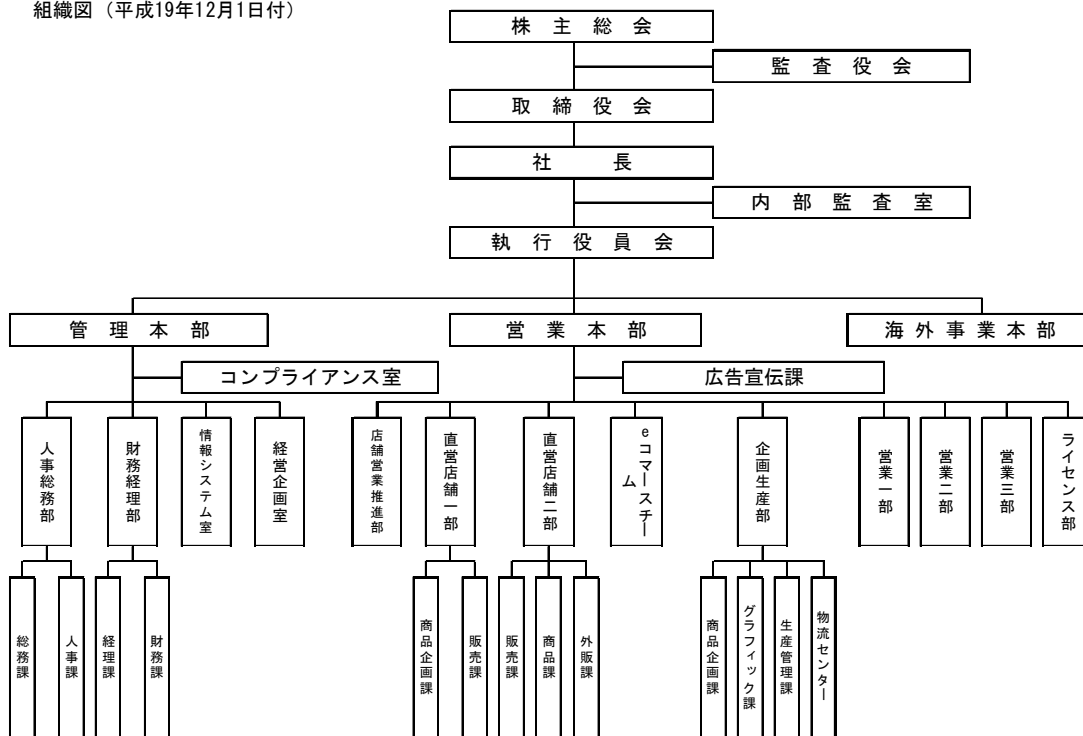 組織図（平成19年12月1日付）
株主総会
監査役会
取締役会
社長
内部監査室
執行役員会
管理本部
営業本部
海外事業本部
コンプライアンス室
広告宣伝課
人事総務部
財務経理部
情報システム室
経営企画室
店舗営業推進部
直営店舗一部
直営店舗二部
eコマースチーム
企画生産部
営業一部
営業二部
営業三部
ライセンス部
総務課
人事課
経理課
財務課
商品企画課
販売課
販売課
商品課
外販課
商品企画課
グラフィック課
生産管理課
物流センター